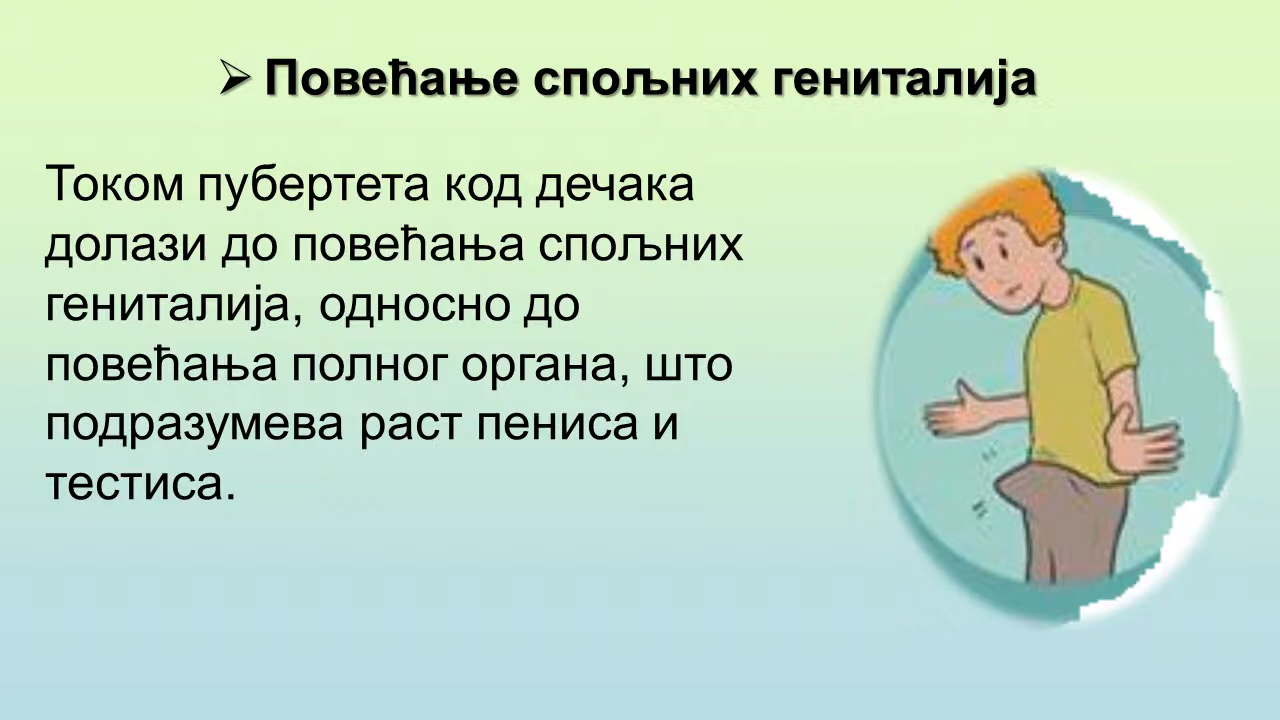 ➢ Повећање спољних гениталија
Током пубертета код дечака
долази до повећања спољних
гениталија, односно до
повећања полног органа, што
подразумева раст пениса и
тестиса.